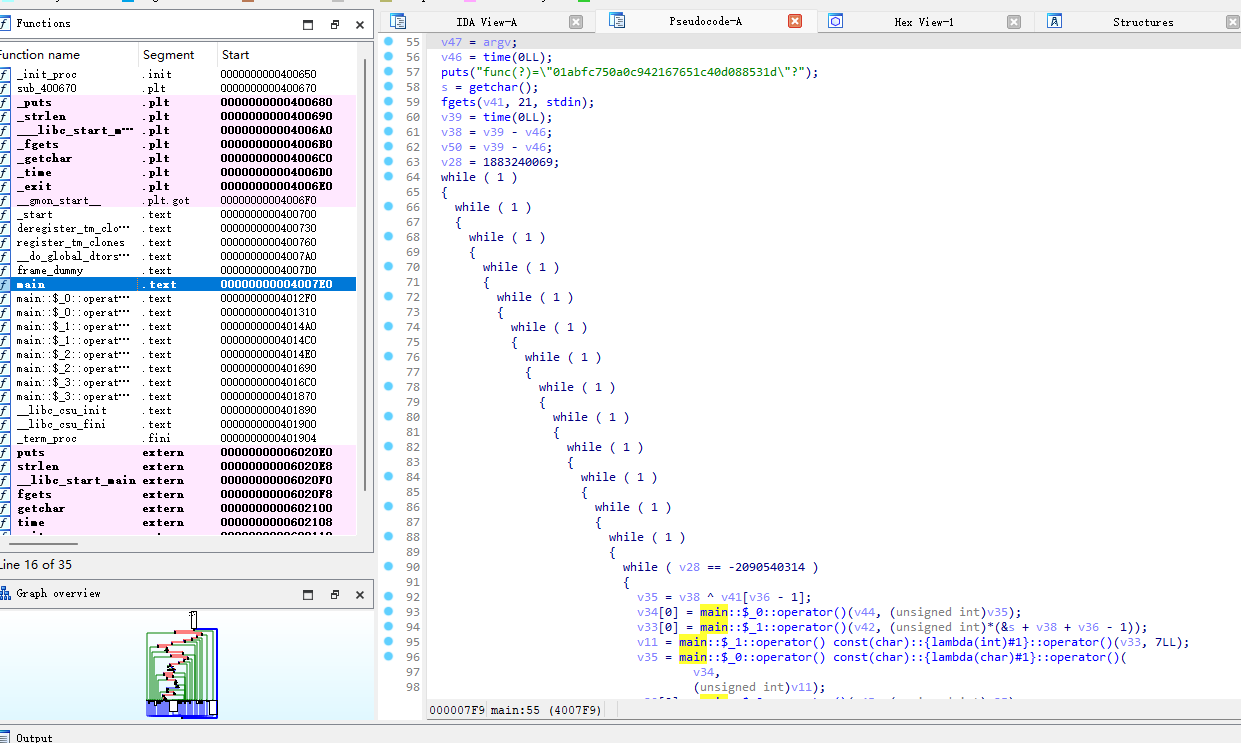 Functions
Function name Segment Start
_init_proc .init 0000000000400650
sub_400670 .plt 0000000000400670
_puts .plt 0000000000400680
_strlen .plt 0000000000400690
___libc_start_m… .plt 00000000004006A0
_fgets .plt 00000000004006B0
_getchar .plt 00000000004006C0
_time .plt 00000000004006D0
_exit .plt 00000000004006E0
__gmon_start__ .plt.got 00000000004006F0
_start .text 0000000000400700
deregister_tm_clo… .text 0000000000400730
register_tm_clones .text 0000000000400760
__do_global_dtors… .text 00000000004007A0
frame_dummy .text 00000000004007D0
main .text 00000000004007E0
main::$_0::operat… .text 00000000004012F0
main::$_0::operat… .text 0000000000401310
main::$_1::operat… .text 00000000004014A0
main::$_1::operat… .text 00000000004014C0
main::$_2::operat… .text 00000000004014E0
main::$_2::operat… .text 0000000000401690
main::$_3::operat… .text 00000000004016C0
main::$_3::operat… .text 0000000000401870
__libc_csu_init .text 0000000000401890
__libc_csu_fini .text 0000000000401900
_term_proc .fini 0000000000401904
puts extern 00000000006020E0
strlen extern 00000000006020E8
__libc_start_main extern 00000000006020F0
fgets extern 00000000006020F8
getchar extern 0000000000602100
time extern 0000000000602108
Line 16 of 35
Graph overview
IDA View-A Pseudocode-A Hex View-1 Structures
55 v47 = argv;
56 v46 = time(0LL);
57 puts("func(?)=\"01abfc750a0c942167651c40d088531d\"?");
58 s = getchar();
59 fgets(v41, 21, stdin);
60 v39 = time(0LL);
61 v38 = v39 - v46;
62 v50 = v39 - v46;
63 v28 = 1883240069;
64 while ( 1 )
65 {
66 while ( 1 )
67 {
68 while ( 1 )
69 {
70 while ( 1 )
71 {
72 while ( 1 )
73 {
74 while ( 1 )
75 {
76 while ( 1 )
77 {
78 while ( 1 )
79 {
80 while ( 1 )
81 {
82 while ( 1 )
83 {
84 while ( 1 )
85 {
86 while ( 1 )
87 {
88 while ( 1 )
89 {
90 while ( v28 == -2090540314 )
91 {
92 v35 = v38 ^ v41[v36 - 1];
93 v34[0] = main::$_0::operator()(v44, (unsigned int)v35);
94 v33[0] = main::$_1::operator()(v42, (unsigned int)*(&s + v38 + v36 - 1));
95 v11 = main::$_1::operator() const(char)::{lambda(int)#1}::operator()(v33, 7LL);
96 v35 = main::$_0::operator() const(char)::{lambda(char)#1}::operator()(
97 v34,
98 (unsigned int)v11);
000007F9 main:55 (4007F9)
Output